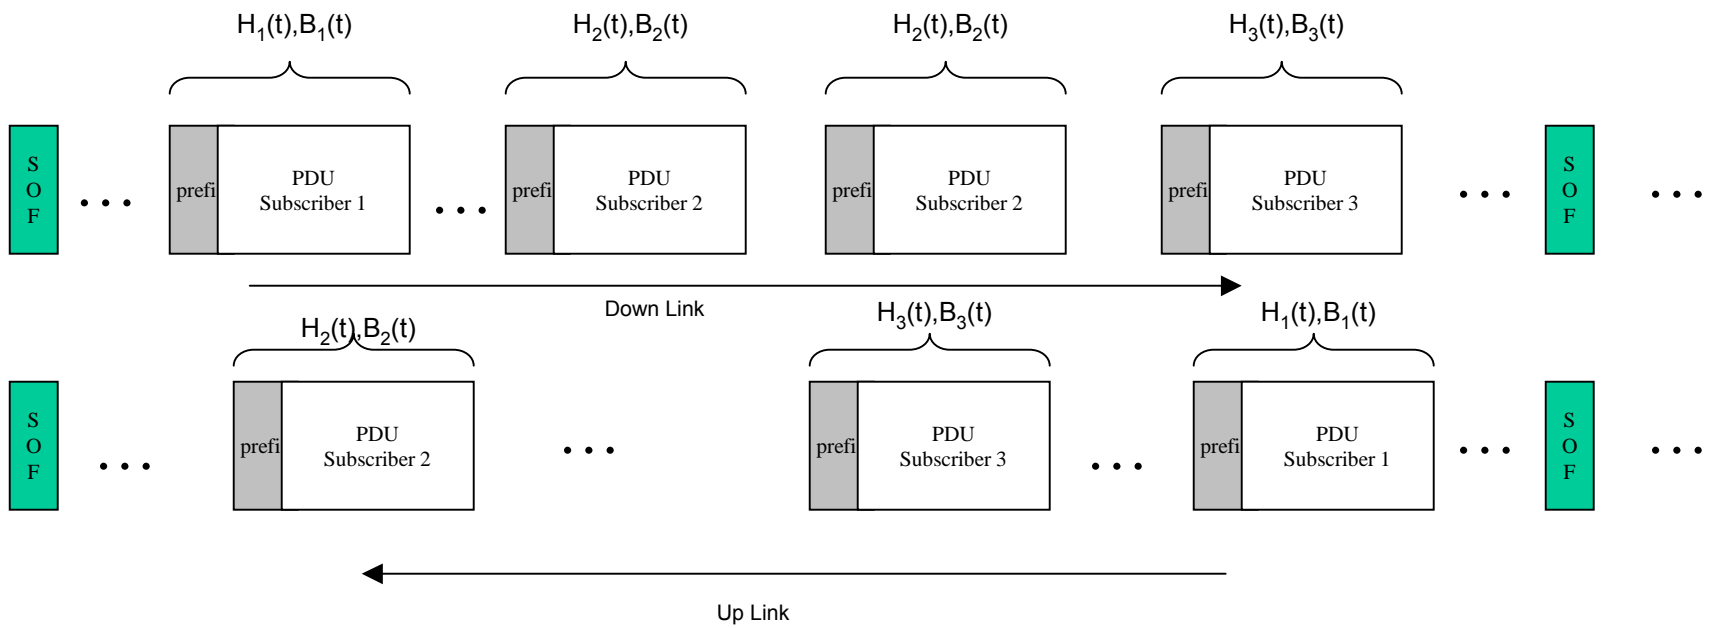 H₁(t),B₁(t)
H₂(t),B₂(t)
H₂(t),B₂(t)
H₃(t),B₃(t)
S
O
F
• • •
prefi
PDU
Subscriber 1
• • •
prefi
PDU
Subscriber 2
prefi
PDU
Subscriber 2
prefi
PDU
Subscriber 3
• • •
S
O
F
• • •
Down Link
H₂(t),B₂(t)
H₃(t),B₃(t)
H₁(t),B₁(t)
S
O
F
• • •
prefi
PDU
Subscriber 2
• • •
prefi
PDU
Subscriber 3
• • •
prefi
PDU
Subscriber 1
• • •
S
O
F
• • •
Up Link